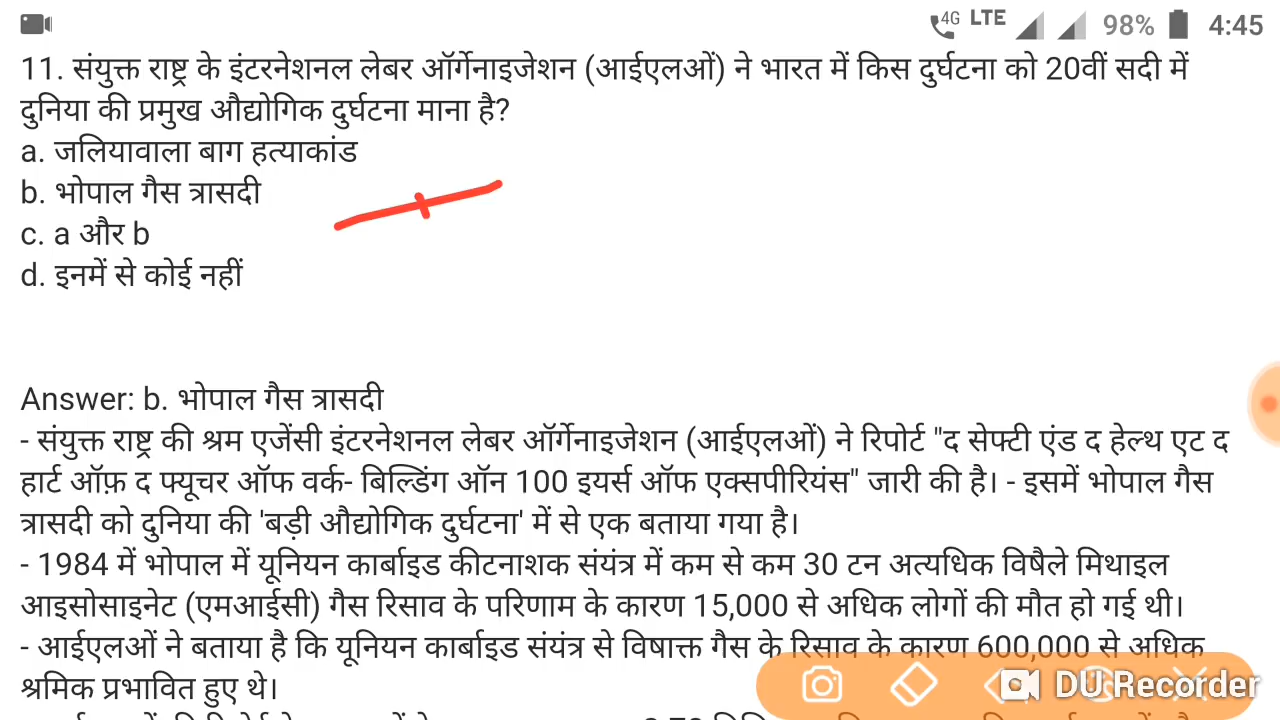 4G LTE 98% 4:45
11. संयुक्त राष्ट्र के इंटरनेशनल लेबर ऑर्गेनाइजेशन (आईएलओं) ने भारत में किस दुर्घटना को 20वीं सदी में
दुनिया की प्रमुख औद्योगिक दुर्घटना माना है?
a. जलियावाला बाग हत्याकांड
b. भोपाल गैस त्रासदी
c. a और b
d. इनमें से कोई नहीं
Answer: b. भोपाल गैस त्रासदी
- संयुक्त राष्ट्र की श्रम एजेंसी इंटरनेशनल लेबर ऑर्गेनाइजेशन (आईएलओं) ने रिपोर्ट "द सेफ्टी एंड द हेल्थ एट द
हार्ट ऑफ़ द फ्यूचर ऑफ वर्क- बिल्डिंग ऑन 100 इयर्स ऑफ एक्सपीरियंस" जारी की है। - इसमें भोपाल गैस
त्रासदी को दुनिया की 'बड़ी औद्योगिक दुर्घटना' में से एक बताया गया है।
- 1984 में भोपाल में यूनियन कार्बाइड कीटनाशक संयंत्र में कम से कम 30 टन अत्यधिक विषैले मिथाइल
आइसोसाइनेट (एमआईसी) गैस रिसाव के परिणाम के कारण 15,000 से अधिक लोगों की मौत हो गई थी।
- आईएलओं ने बताया है कि यूनियन कार्बाइड संयंत्र से विषाक्त गैस के रिसाव के कारण 600,000 से अधिक
श्रमिक प्रभावित हुए थे।
DU Recorder